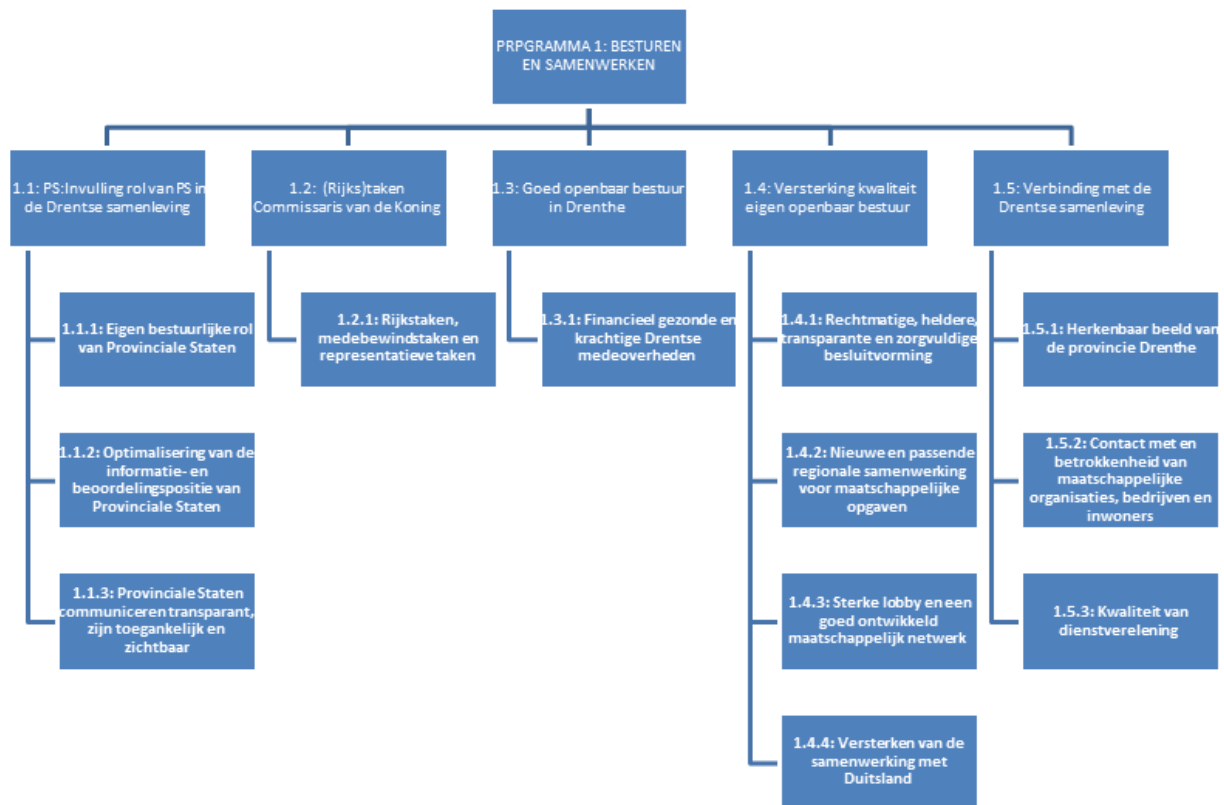 PRPGRAMMA 1: BESTUREN
EN SAMENWERKEN
1.1: PS:Invulling rol van PS in
de Drentse samenleving
1.2: (Rijks)taken
Commissaris van de Koning
1.3: Goed openbaar bestuur
in Drenthe
1.4: Versterking kwaliteit
eigen openbaar bestuur
1.5: Verbinding met de
Drentse samenleving
1.1.1: Eigen bestuurlijke rol
van Provinciale Staten
1.1.2: Optimalisering van de
informatie- en
beoordelingspositie van
Provinciale Staten
1.1.3: Provinciale Staten
communiceren transparant,
zijn toegankelijk en
zichtbaar
1.2.1: Rijkstaken,
medebewindstaken en
representatieve taken
1.3.1: Financieel gezonde en
krachtige Drentse
medeoverheden
1.4.1: Rechtmatige, heldere,
transparante en zorgvuldige
besluitvorming
1.4.2: Nieuwe en passende
regionale samenwerking
voor maatschappelijke
opgaven
1.4.3: Sterke lobby en een
goed ontwikkeld
maatschappelijk netwerk
1.4.4: Versterken van de
samenwerking met
Duitsland
1.5.1: Herkenbaar beeld van
de provincie Drenthe
1.5.2: Contact met en
betrokkenheid van
maatschappelijke
organisaties, bedrijven en
inwoners
1.5.3: Kwaliteit van
dienstverelening